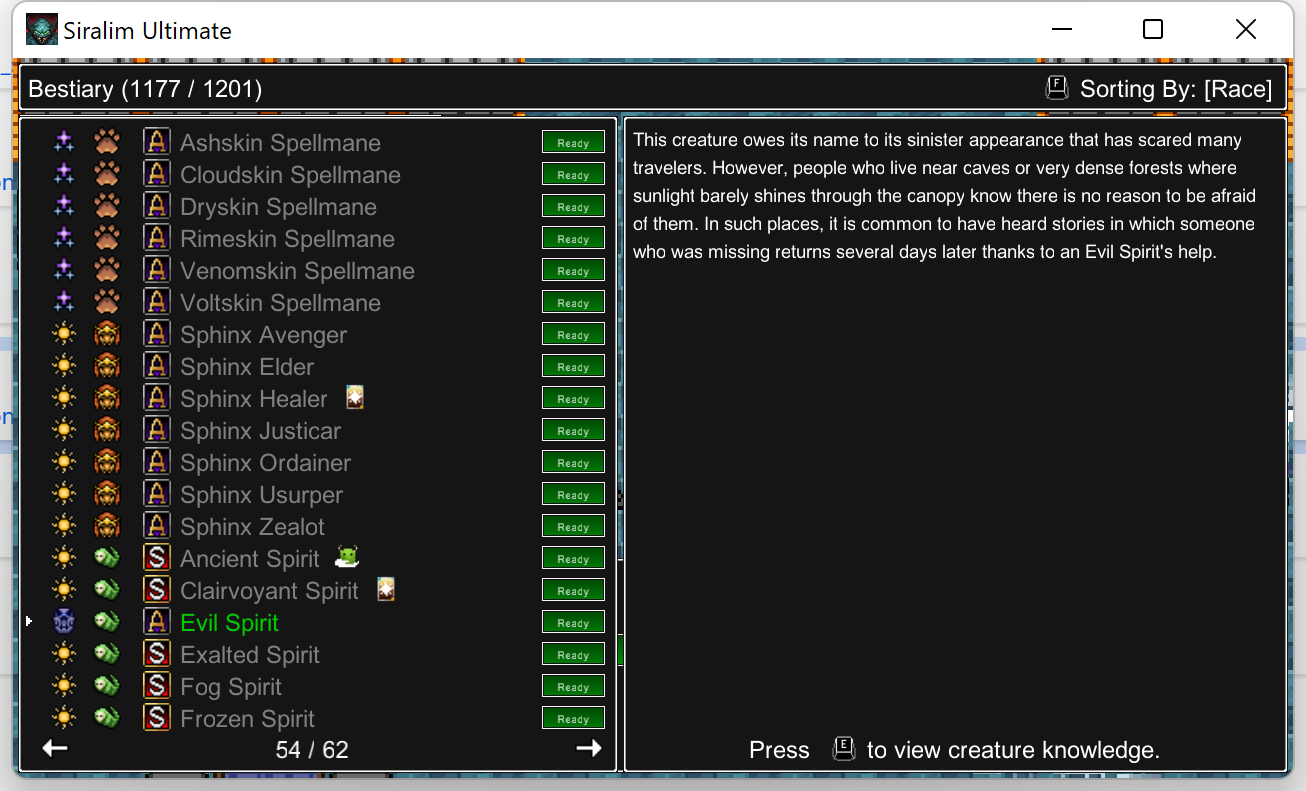 Siralim Ultimate
Bestiary (1177 / 1201)
F Sorting By: [Race]
A Ashskin Spellmane Ready
A Cloudskin Spellmane Ready
A Dryskin Spellmane Ready
A Rimeskin Spellmane Ready
A Venomskin Spellmane Ready
A Voltskin Spellmane Ready
A Sphinx Avenger Ready
A Sphinx Elder Ready
A Sphinx Healer Ready
A Sphinx Justicar Ready
A Sphinx Ordainer Ready
A Sphinx Usurper Ready
A Sphinx Zealot Ready
S Ancient Spirit Ready
S Clairvoyant Spirit Ready
A Evil Spirit Ready
S Exalted Spirit Ready
S Fog Spirit Ready
S Frozen Spirit Ready
54 / 62
This creature owes its name to its sinister appearance that has scared many
travelers. However, people who live near caves or very dense forests where
sunlight barely shines through the canopy know there is no reason to be afraid
of them. In such places, it is common to have heard stories in which someone
who was missing returns several days later thanks to an Evil Spirit's help.
Press E to view creature knowledge.